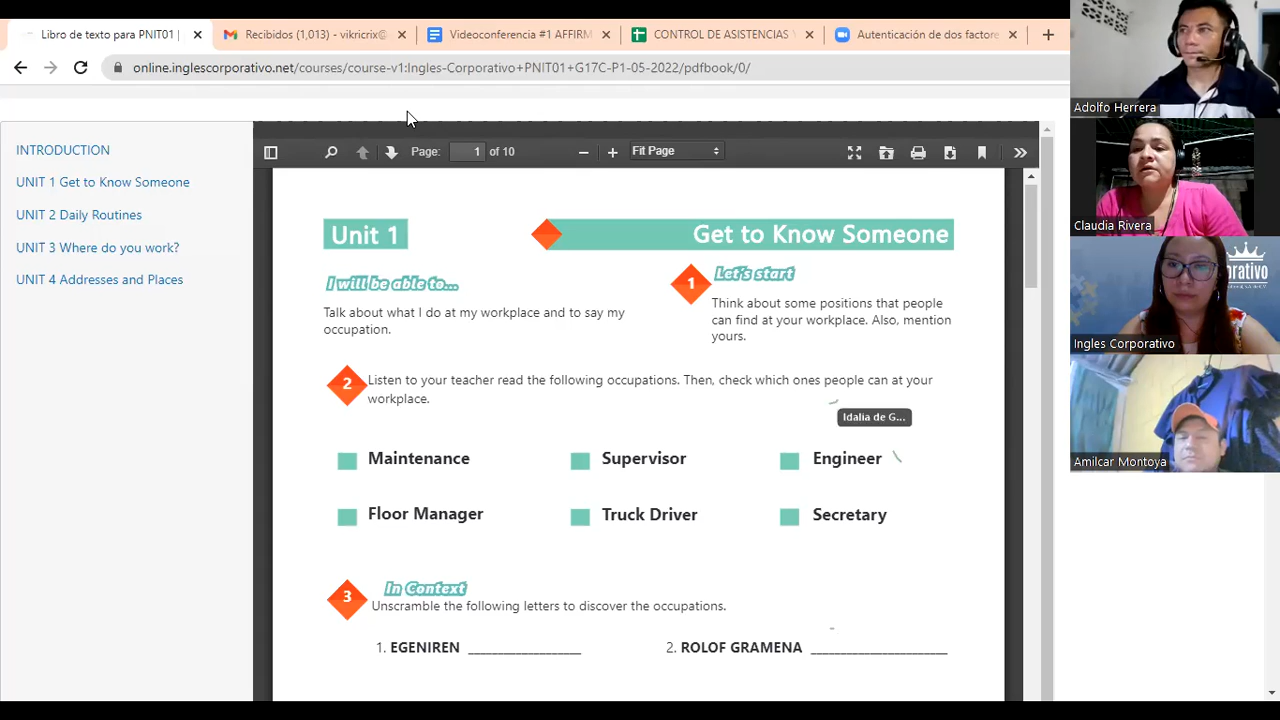 Libro de texto para PNIT01 |
Recibidos (1,013) - vikricrix@
Videoconferencia #1 AFFIRM
CONTROL DE ASISTENCIAS V
Autenticación de dos factore
online.inglescorporativo.net/courses/course-v1:Ingles-Corporativo+PNIT01+G17C-P1-05-2022/pdfbook/0/
INTRODUCTION
UNIT 1 Get to Know Someone
UNIT 2 Daily Routines
UNIT 3 Where do you work?
UNIT 4 Addresses and Places
Page: 1 of 10
Fit Page
Unit 1
Get to Know Someone
I will be able to...
Talk about what I do at my workplace and to say my
occupation.
1
Let's start
Think about some positions that people
can find at your workplace. Also, mention
yours.
2
Listen to your teacher read the following occupations. Then, check which ones people can at your
workplace.
Idalia de G...
Maintenance
Supervisor
Engineer
Floor Manager
Truck Driver
Secretary
3
In Context
Unscramble the following letters to discover the occupations.
1. EGENIREN ____________________
2. ROLOF GRAMENA ________________________
Adolfo Herrera
Claudia Rivera
orativo
Ingles Corporativo
Amilcar Montoya